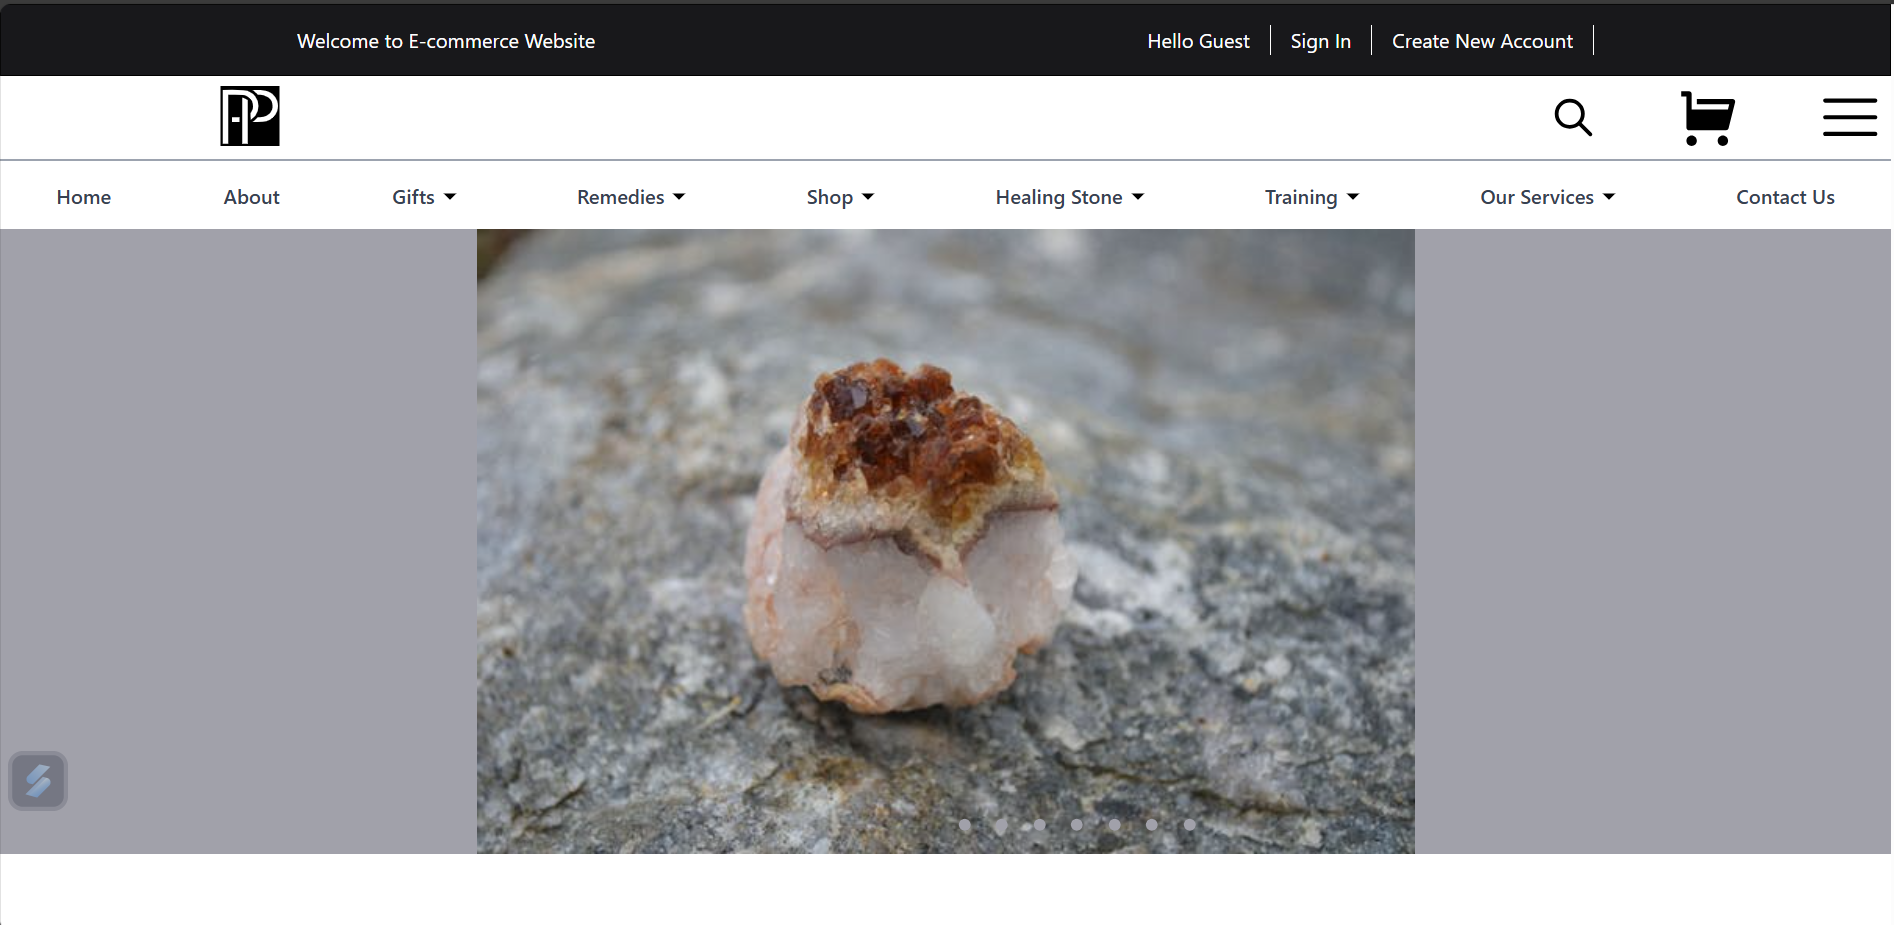 Welcome to E-commerce Website
Hello Guest
Sign In
Create New Account
PP
Home
About
Gifts
Remedies
Shop
Healing Stone
Training
Our Services
Contact Us